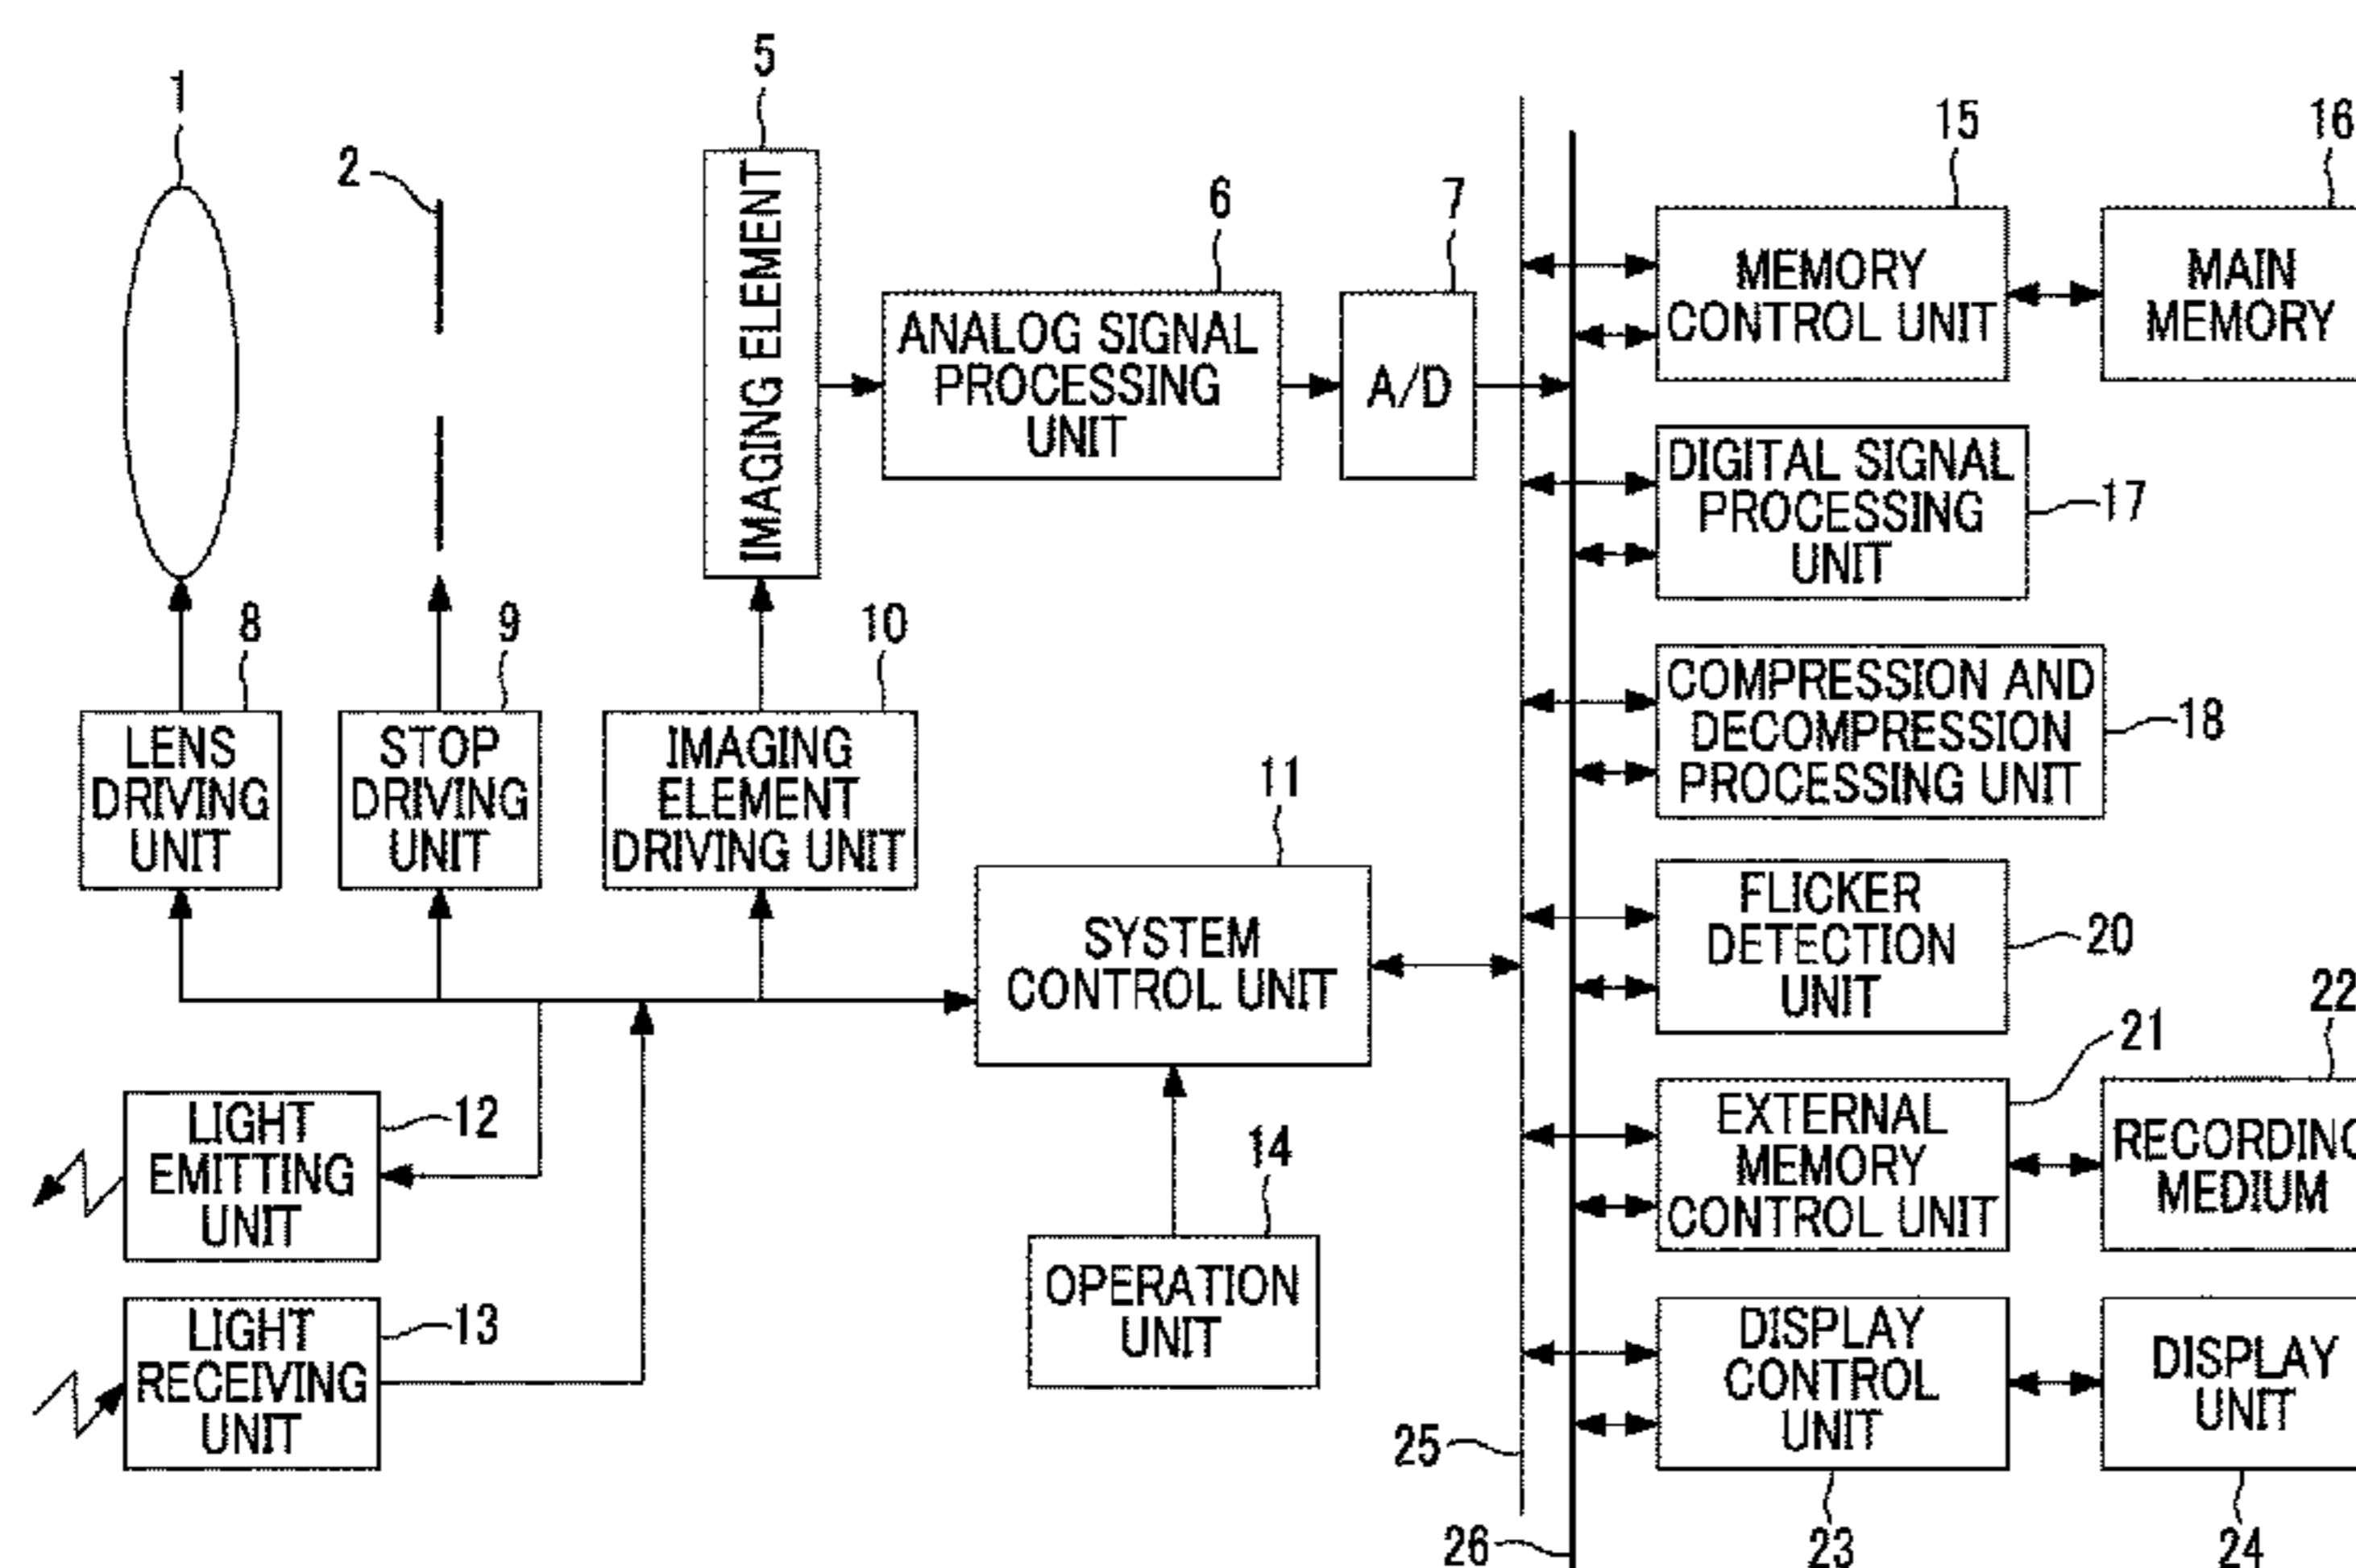 1
2
5
IMAGING ELEMENT
6
ANALOG SIGNAL
PROCESSING
UNIT
7
A/D
8
LENS
DRIVING
UNIT
9
STOP
DRIVING
UNIT
10
IMAGING
ELEMENT
DRIVING UNIT
11
SYSTEM
CONTROL UNIT
12
LIGHT
EMITTING
UNIT
13
LIGHT
RECEIVING
UNIT
14
OPERATION
UNIT
15
MEMORY
CONTROL UNIT
16
MAIN
MEMORY
DIGITAL SIGNAL
PROCESSING
UNIT
17
COMPRESSION AND
DECOMPRESSION
PROCESSING UNIT
18
FLICKER
DETECTION
UNIT
20
21
EXTERNAL
MEMORY
CONTROL UNIT
22
RECORDING
MEDIUM
DISPLAY
CONTROL
UNIT
23
DISPLAY
UNIT
24
25
26